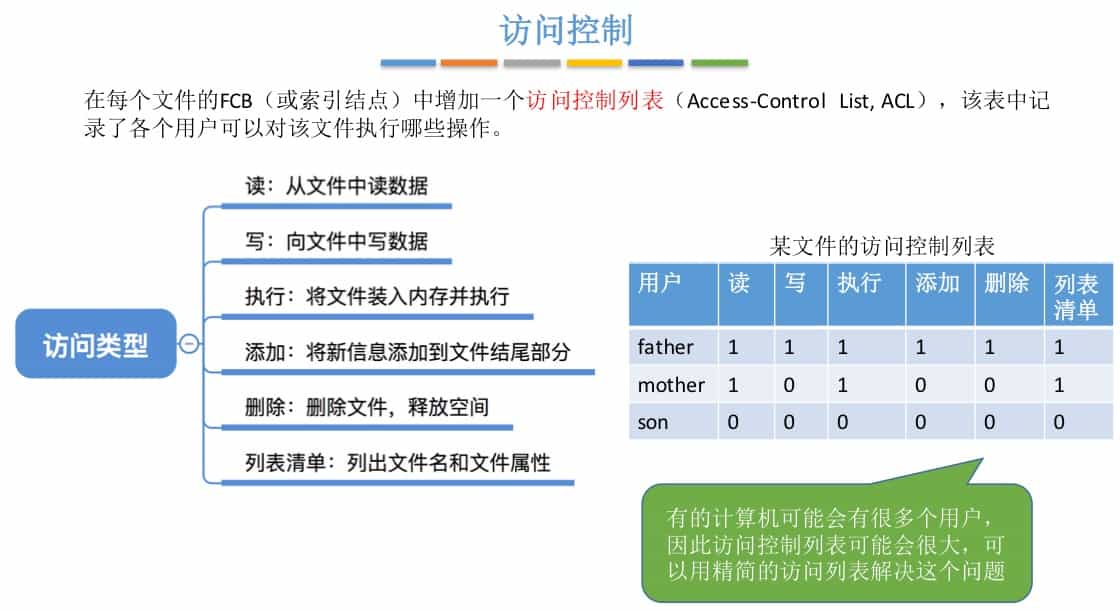 访问控制
在每个文件的FCB（或索引结点）中增加一个访问控制列表（Access-Control List, ACL），该表中记
录了各个用户可以对该文件执行哪些操作。
访问类型
读：从文件中读数据
写：向文件中写数据
执行：将文件装入内存并执行
添加：将新信息添加到文件结尾部分
删除：删除文件，释放空间
列表清单：列出文件名和文件属性
某文件的访问控制列表
用户 读 写 执行 添加 删除 列表
清单
father 1 1 1 1 1 1
mother 1 0 1 0 0 1
son 0 0 0 0 0 0
有的计算机可能会有很多个用户，
因此访问控制列表可能会很大，可
以用精简的访问列表解决这个问题